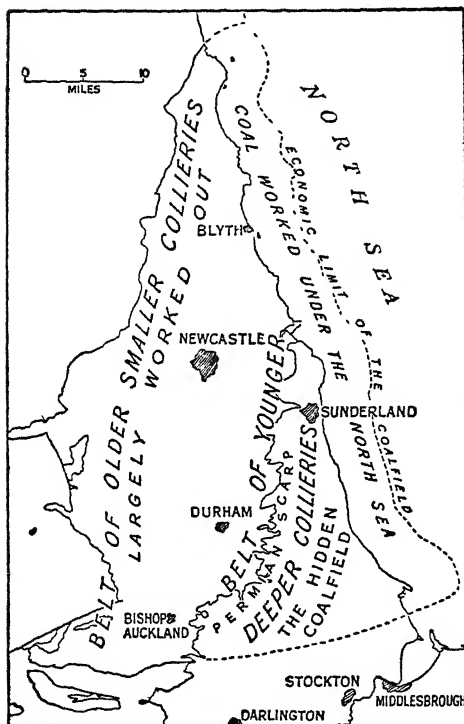 0 5 10
MILES
NORTH SEA
COAL WORKED UNDER THE NORTH SEA
ECONOMIC LIMIT OF THE COALFIELD
BELT OF OLDER SMALLER COLLIERIES
LARGELY WORKED OUT
BLYTH
NEWCASTLE
SUNDERLAND
BELT OF YOUNGER
DEEPER COLLIERIES
PERMIAN SCARP
THE HIDDEN
COALFIELD
DURHAM
BISHOP
AUCKLAND
STOCKTON
MIDDLESBROUGH
DARLINGTON